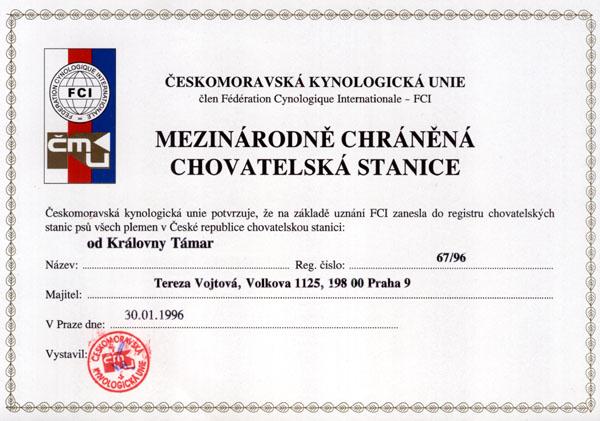 FÉDÉRATION CYNOLOGIQUE INTERNATIONALE
FCI
ČMU
ČESKOMORAVSKÁ KYNOLOGICKÁ UNIE
člen Fédération Cynologique Internationale - FCI
MEZINÁRODNĚ CHRÁNĚNÁ
CHOVATELSKÁ STANICE
Českomoravská kynologická unie potvrzuje, že na základě uznání FCI zanesla do registru chovatelských
stanic psů všech plemen v České republice chovatelskou stanici:
od Královny Támar
67/96
Název: Reg. číslo:
Tereza Vojtová, Volkova 1125, 198 00 Praha 9
Majitel:
30.01.1996
V Praze dne:
Vystavil:
ČESKOMORAVSKÁ
KYNOLOGICKÁ UNIE